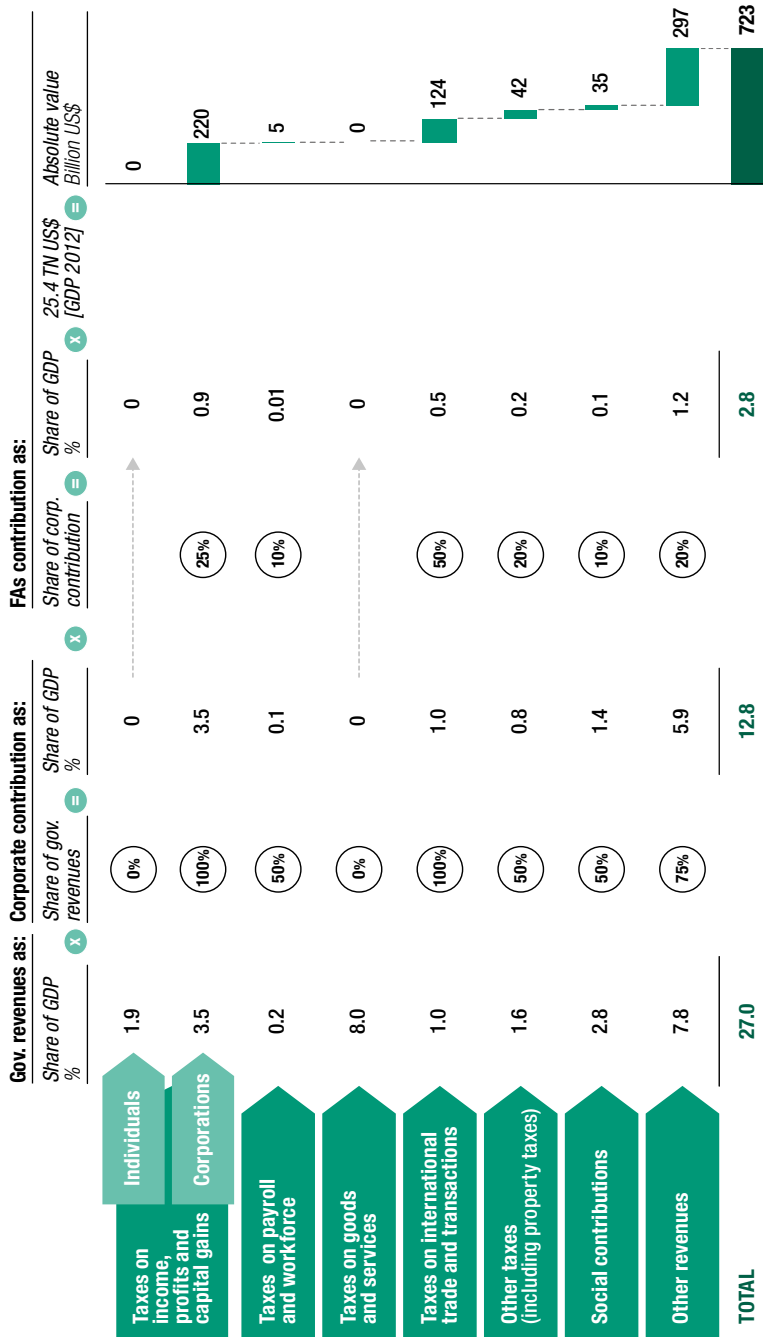 Gov. revenues as: Corporate contribution as: FAs contribution as:
Share of GDP
%
x
Share of gov.
revenues
=
Share of GDP
%
x
Share of corp.
contribution
=
Share of GDP
%
x
25.4 TN US$
[GDP 2012]
=
Absolute value
Billion US$
Taxes on
income,
profits and
capital gains
Individuals 1.9 0% 0 0 0
Corporations 3.5 100% 3.5 25% 0.9 220
Taxes on payroll
and workforce
0.2 50% 0.1 10% 0.01 5
Taxes on goods
and services
8.0 0% 0 0 0
Taxes on international
trade and transactions
1.0 100% 1.0 50% 0.5 124
Other taxes
(including property taxes)
1.6 50% 0.8 20% 0.2 42
Social contributions 2.8 50% 1.4 10% 0.1 35
Other revenues 7.8 75% 5.9 20% 1.2 297
TOTAL 27.0 12.8 2.8 723